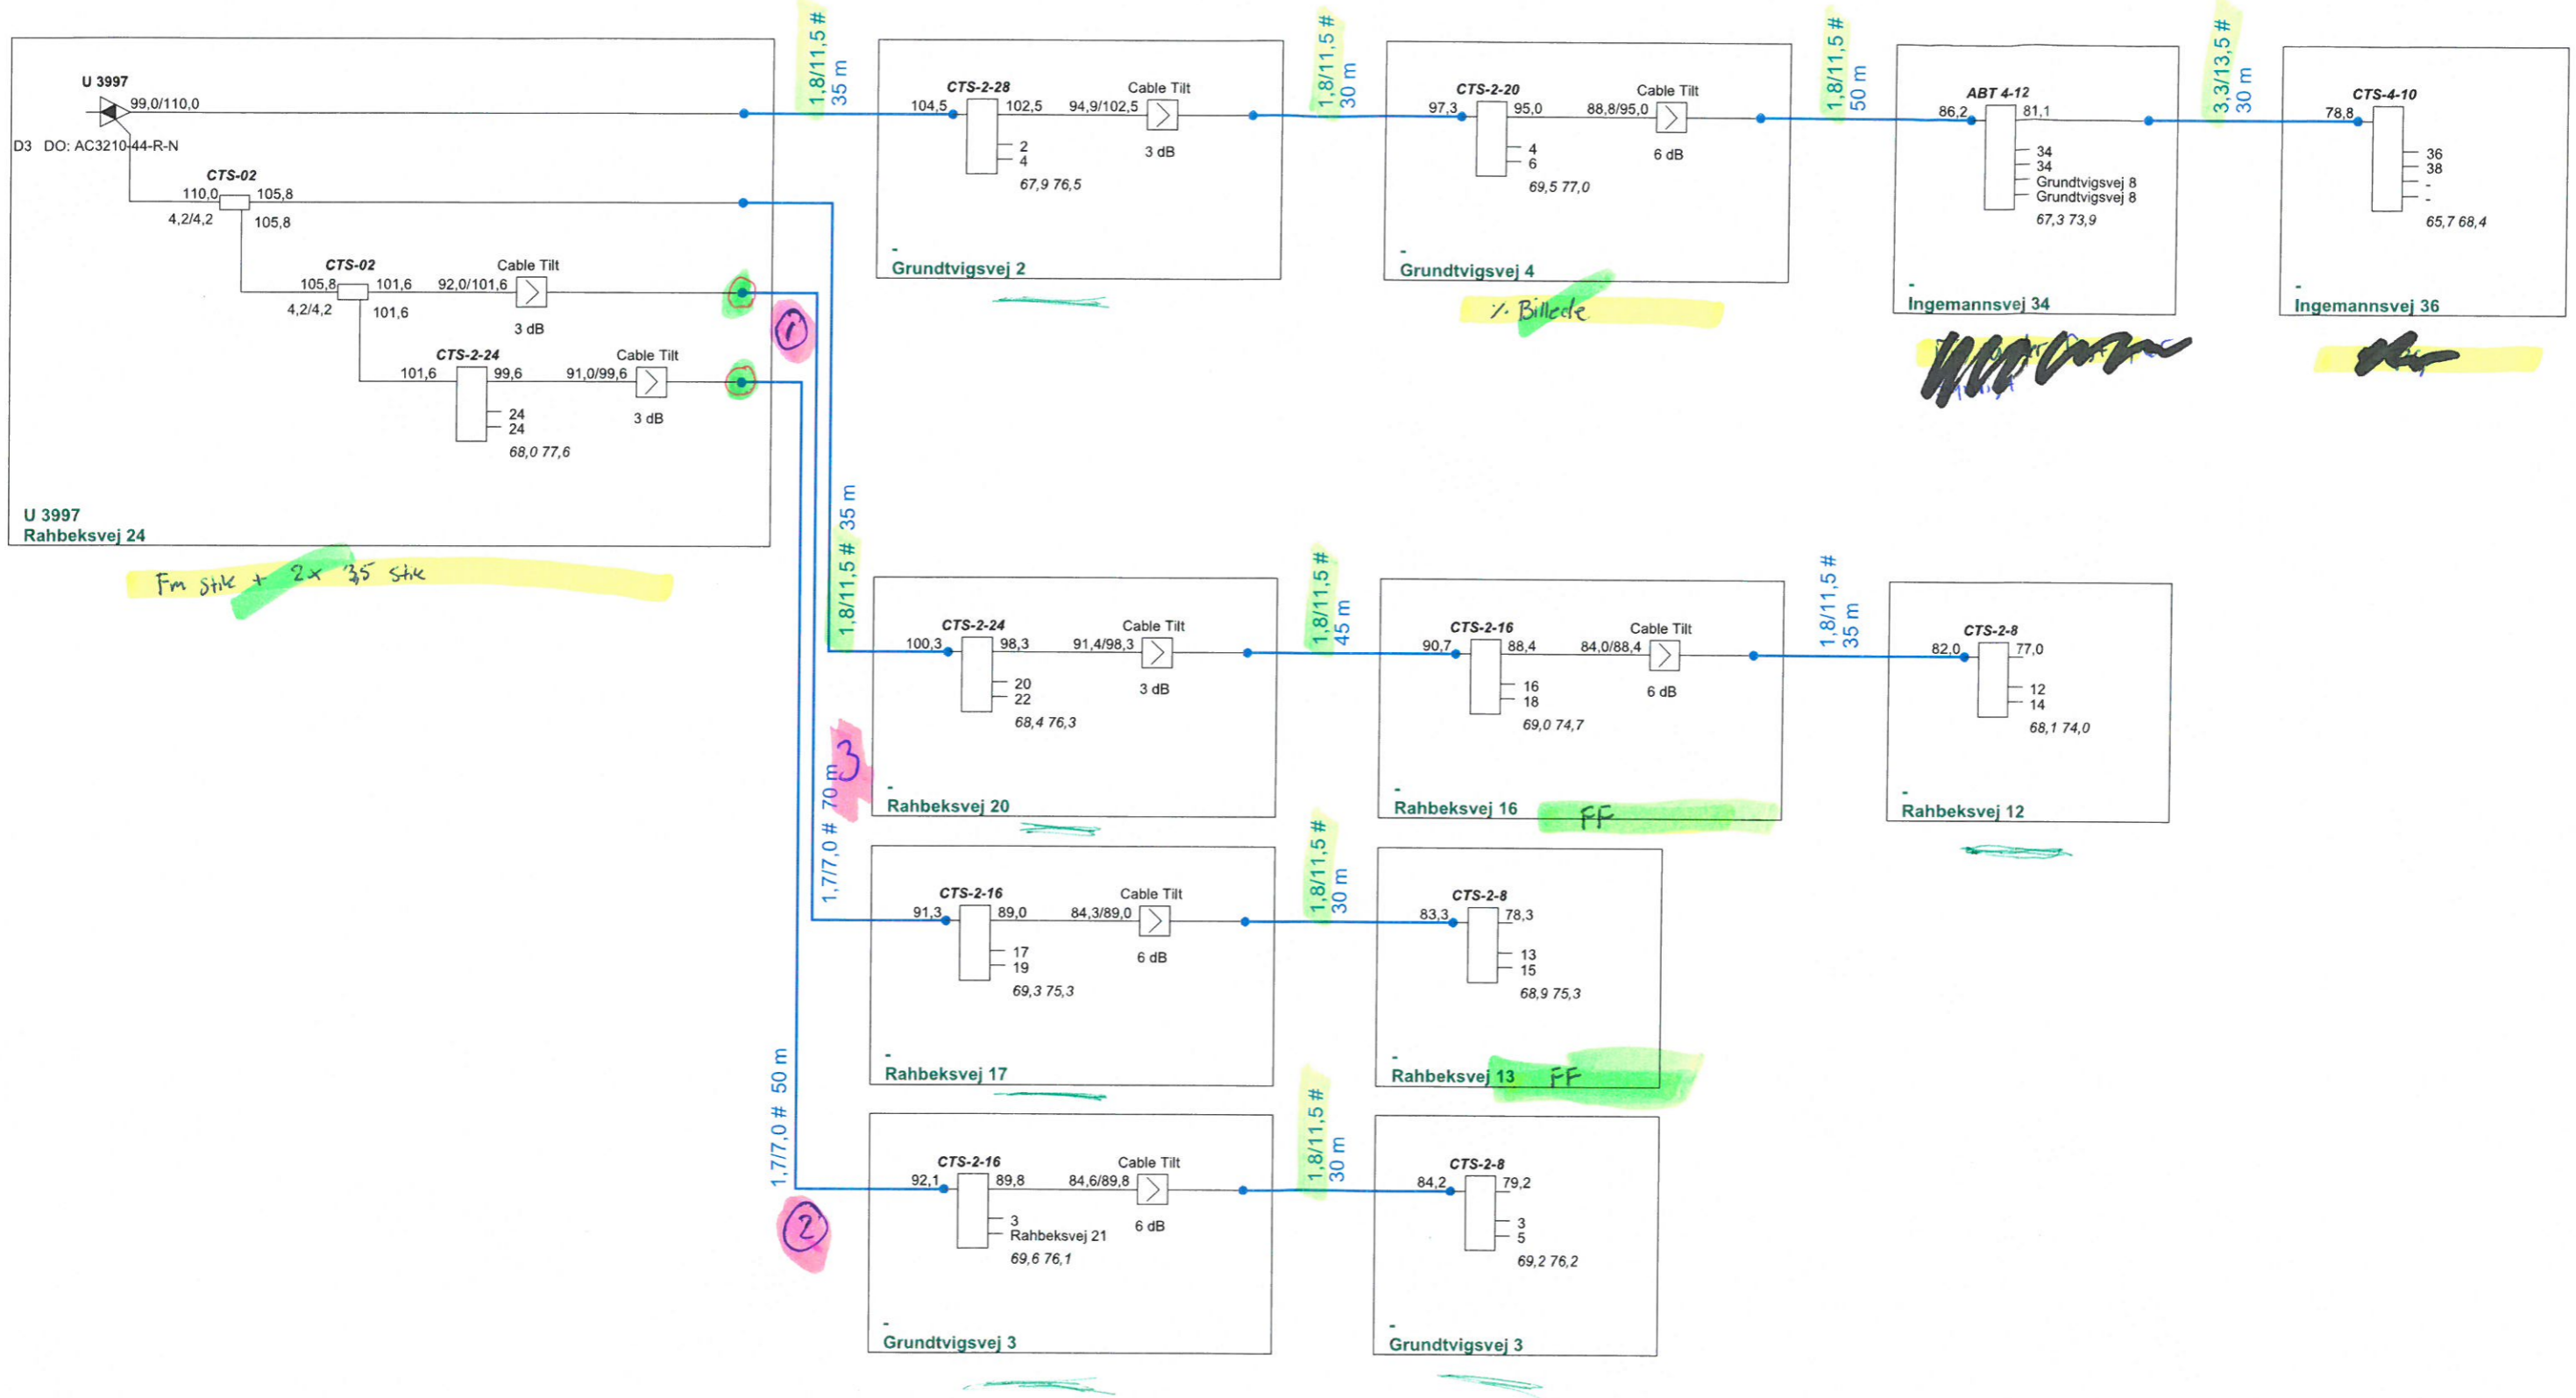 U 3997
99,0/110,0
D3 DO: AC3210-44-R-N
CTS-02
110,0 105,8
4,2/4,2 105,8
CTS-02 Cable Tilt
105,8 101,6 92,0/101,6
4,2/4,2 101,6
3 dB
CTS-2-24 Cable Tilt
101,6 99,6 91,0/99,6
3 dB
24
24
68,0 77,6
U 3997
Rahbeksvej 24
Fm stik + 2x 3,5 stik
1,8/11,5 #
35 m
CTS-2-28 Cable Tilt
104,5 102,5 94,9/102,5
3 dB
2
4
67,9 76,5
-
Grundtvigsvej 2
1,8/11,5 #
30 m
CTS-2-20 Cable Tilt
97,3 95,0 88,8/95,0
6 dB
4
6
69,5 77,0
-
Grundtvigsvej 4
% Billede
1,8/11,5 #
50 m
ABT 4-12
86,2 81,1
34
34
Grundtvigsvej 8
Grundtvigsvej 8
67,3 73,9
-
Ingemannsvej 34
3,3/13,5 #
30 m
CTS-4-10
78,8
36
38
-
-
65,7 68,4
-
Ingemannsvej 36
1
1,8/11,5 # 35 m
CTS-2-24 Cable Tilt
100,3 98,3 91,4/98,3
3 dB
20
22
68,4 76,3
-
Rahbeksvej 20
3
1,8/11,5 #
45 m
CTS-2-16 Cable Tilt
90,7 88,4 84,0/88,4
6 dB
16
18
69,0 74,7
-
Rahbeksvej 16 FF
1,8/11,5 #
35 m
CTS-2-8
82,0 77,0
12
14
68,1 74,0
-
Rahbeksvej 12
1,7/7,0 # 70 m
CTS-2-16 Cable Tilt
91,3 89,0 84,3/89,0
6 dB
17
19
69,3 75,3
-
Rahbeksvej 17
1,8/11,5 #
30 m
CTS-2-8
83,3 78,3
13
15
68,9 75,3
-
Rahbeksvej 13 FF
1,7/7,0 # 50 m
2
CTS-2-16 Cable Tilt
92,1 89,8 84,6/89,8
6 dB
3
Rahbeksvej 21
69,6 76,1
-
Grundtvigsvej 3
1,8/11,5 #
30 m
CTS-2-8
84,2 79,2
3
5
69,2 76,2
-
Grundtvigsvej 3